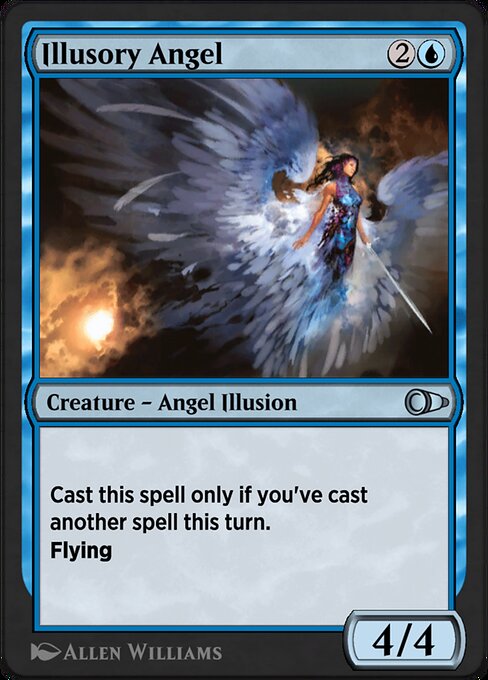 Illusory Angel 2
Creature – Angel Illusion
Cast this spell only if you've cast
another spell this turn.
Flying
4/4
ALLEN WILLIAMS